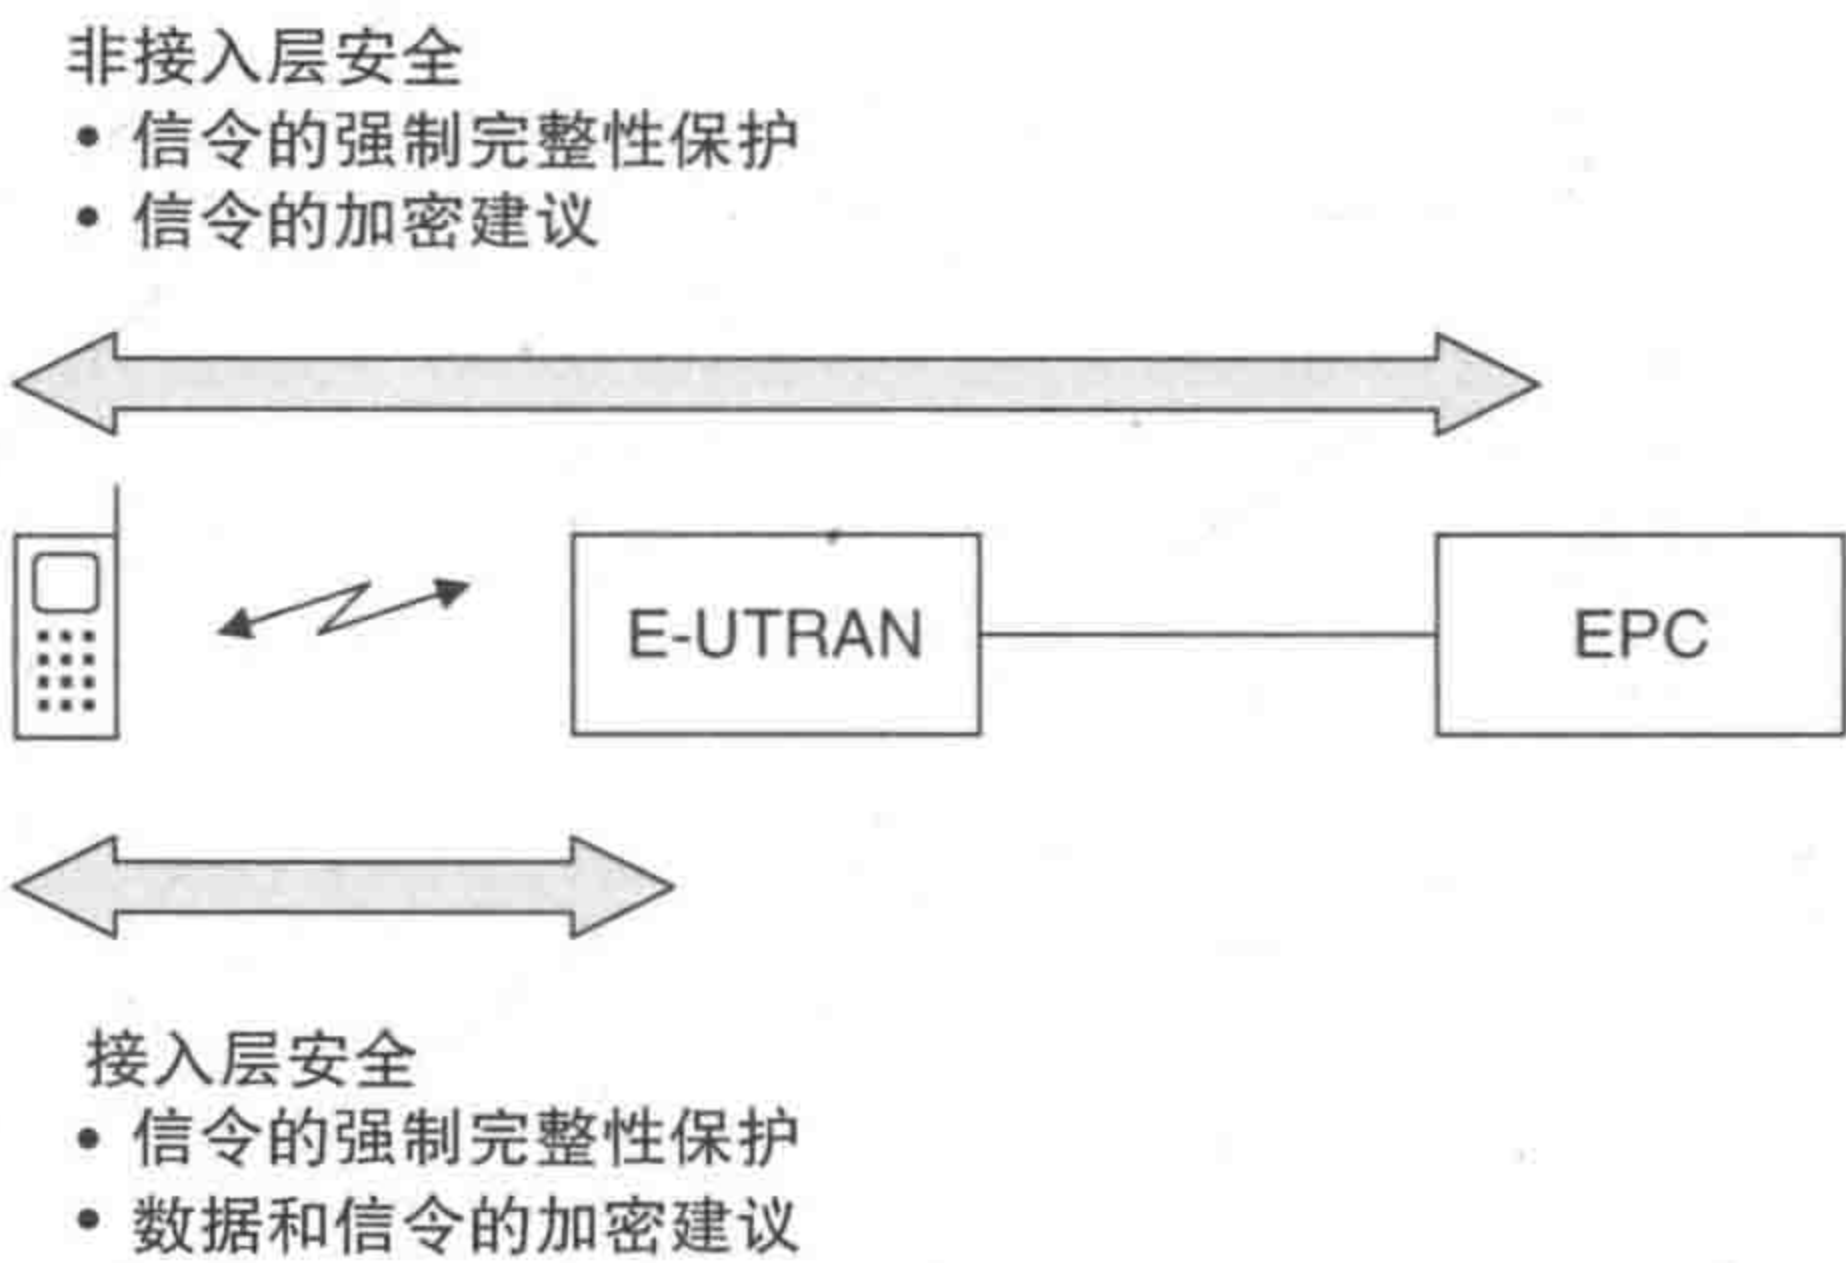 非接入层安全
• 信令的强制完整性保护
• 信令的加密建议
E-UTRAN
EPC
接入层安全
• 信令的强制完整性保护
• 数据和信令的加密建议